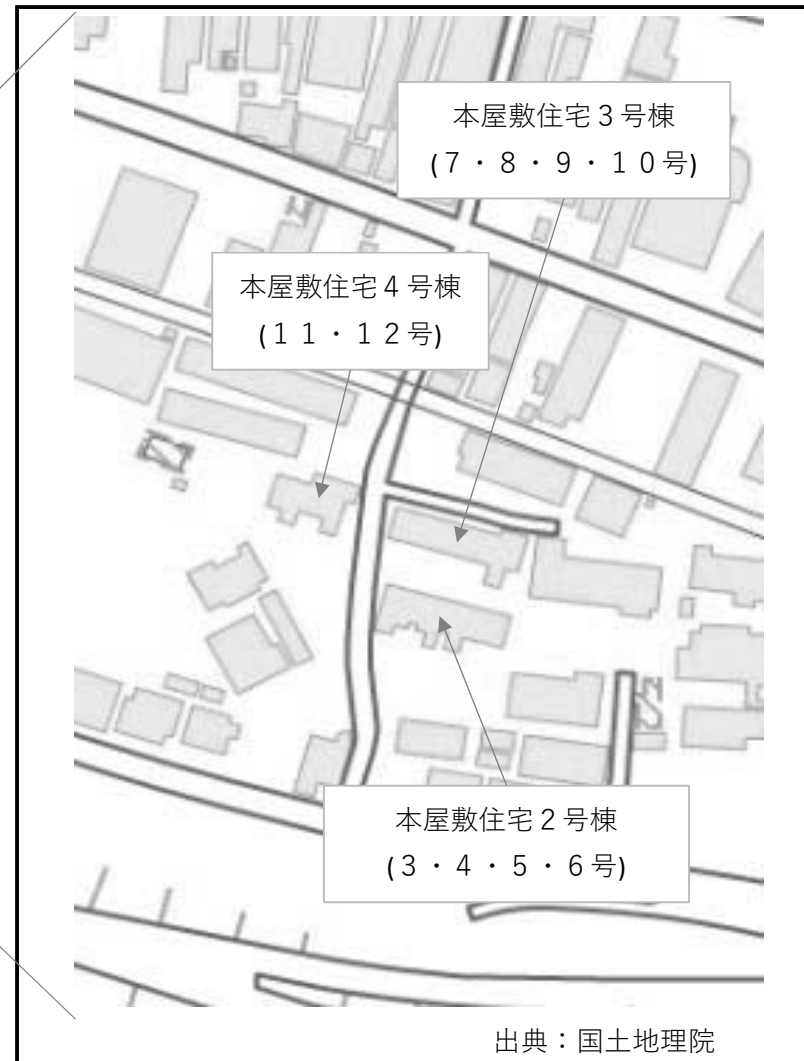 本屋敷住宅３号棟
(７・８・９・１０号)
本屋敷住宅４号棟
(１１・１２号)
本屋敷住宅２号棟
(３・４・５・６号)
出典：国土地理院